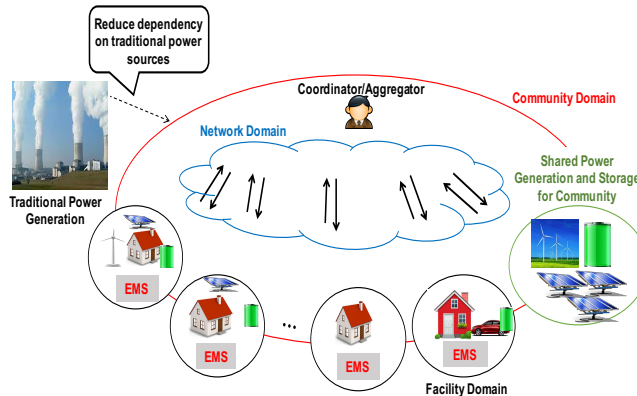 Reduce dependency
on traditional power
sources
Coordinator/Aggregator
Community Domain
Network Domain
Shared Power
Generation and Storage
for Community
Traditional Power
Generation
EMS
EMS
...
EMS
EMS
Facility Domain